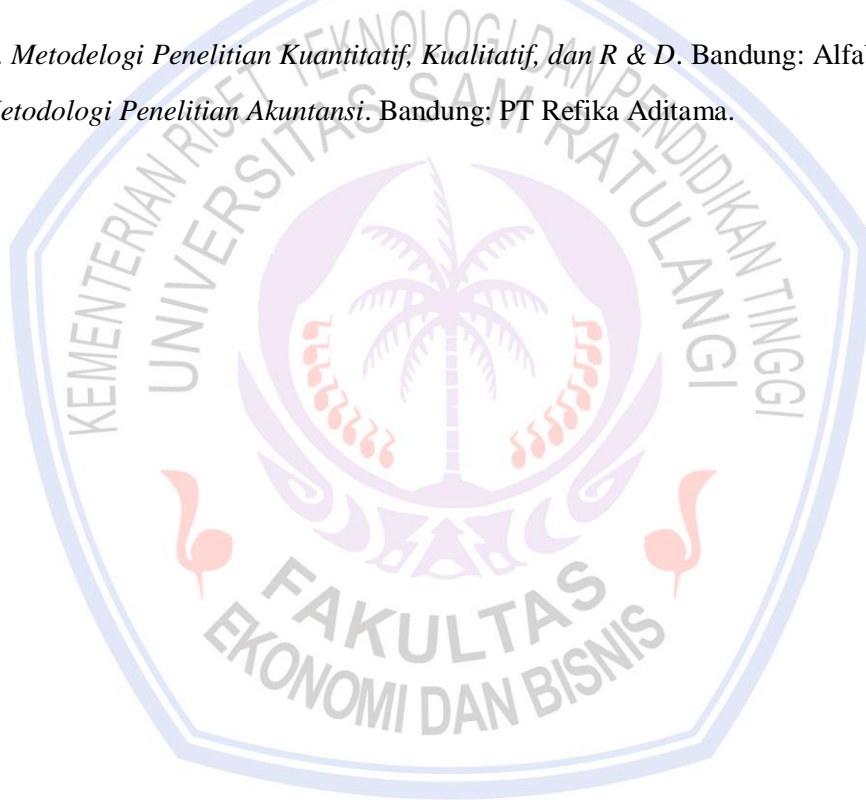 . Metodelogi Penelitian Kuantitatif, Kualitatif, dan R & D. Bandung: Alfa
etodologi Penelitian Akuntansi. Bandung: PT Refika Aditama.
KEMENTERIAN RISET TEKNOLOGI DAN PENDIDIKAN TINGGI
UNIVERSITAS SAM RATULANGI
FAKULTAS
EKONOMI DAN BISNIS